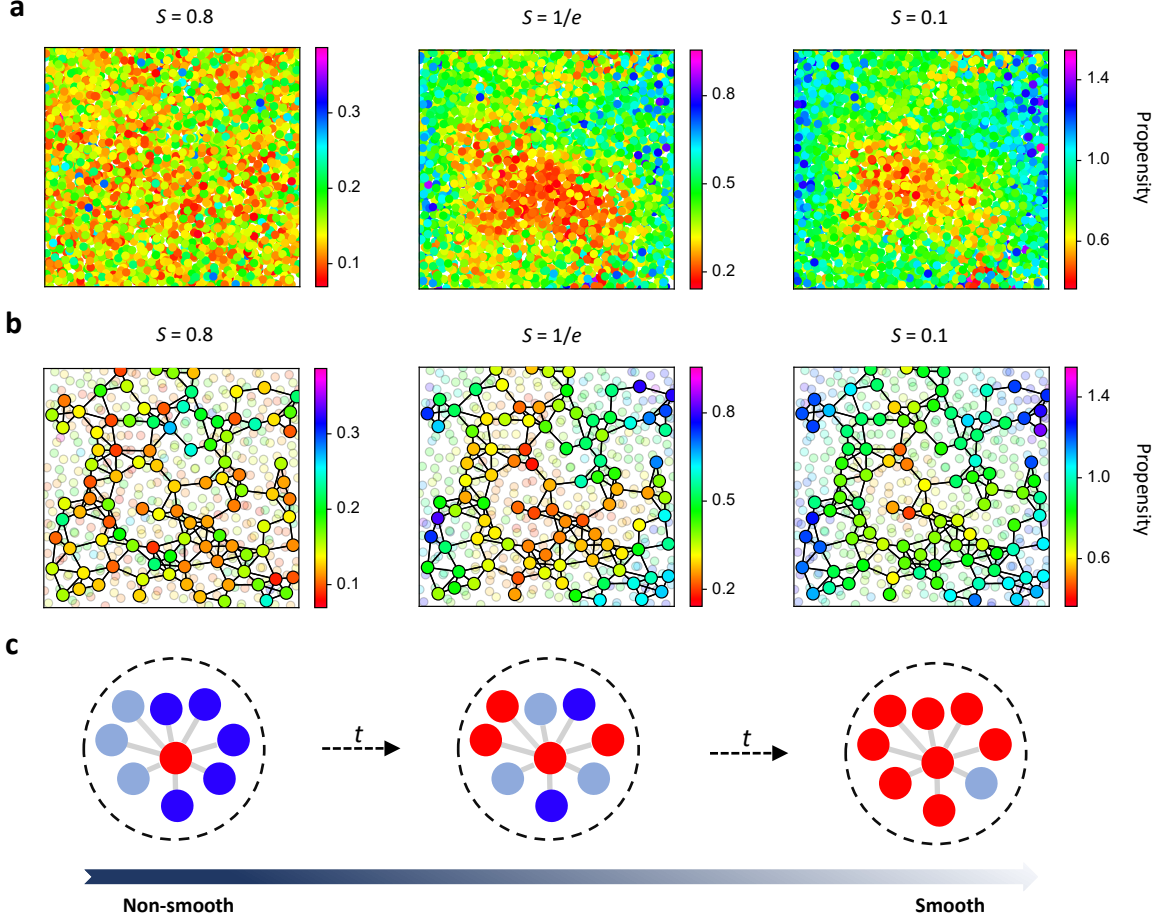 a
S = 0.8
S = 1/e
S = 0.1
0.3
0.2
0.1
0.8
0.5
0.2
1.4
1.0
0.6
Propensity
b
S = 0.8
S = 1/e
S = 0.1
0.3
0.2
0.1
0.8
0.5
0.2
1.4
1.0
0.6
Propensity
c
t
t
Non-smooth
Smooth